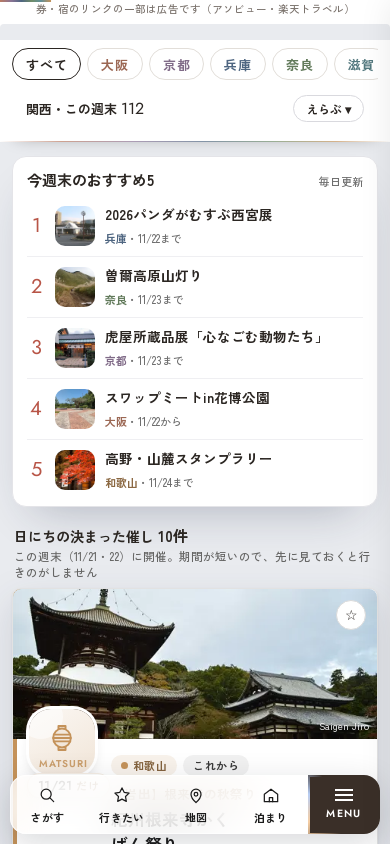 券・宿のリンクの一部は広告です（アソビュー・楽天トラベル）
すべて
大阪
京都
兵庫
奈良
滋賀
関西・この週末 112
えらぶ ▾
今週末のおすすめ5
毎日更新
1
2026パンダがむすぶ西宮展
兵庫・11/22まで
2
曽爾高原山灯り
奈良・11/23まで
3
虎屋所蔵品展「心なごむ動物たち」
京都・11/23まで
4
スワップミートin花博公園
大阪・11/22から
5
高野・山麓スタンプラリー
和歌山・11/24まで
日にちの決まった催し 10件
この週末（11/21・22）に開催。期間が短いので、先に見ておくと行
きのがしません
Saigen Jiro
MATSURI
11/21 だけ
和歌山
これから
さがす
行きたい
地図
泊まり
MENU